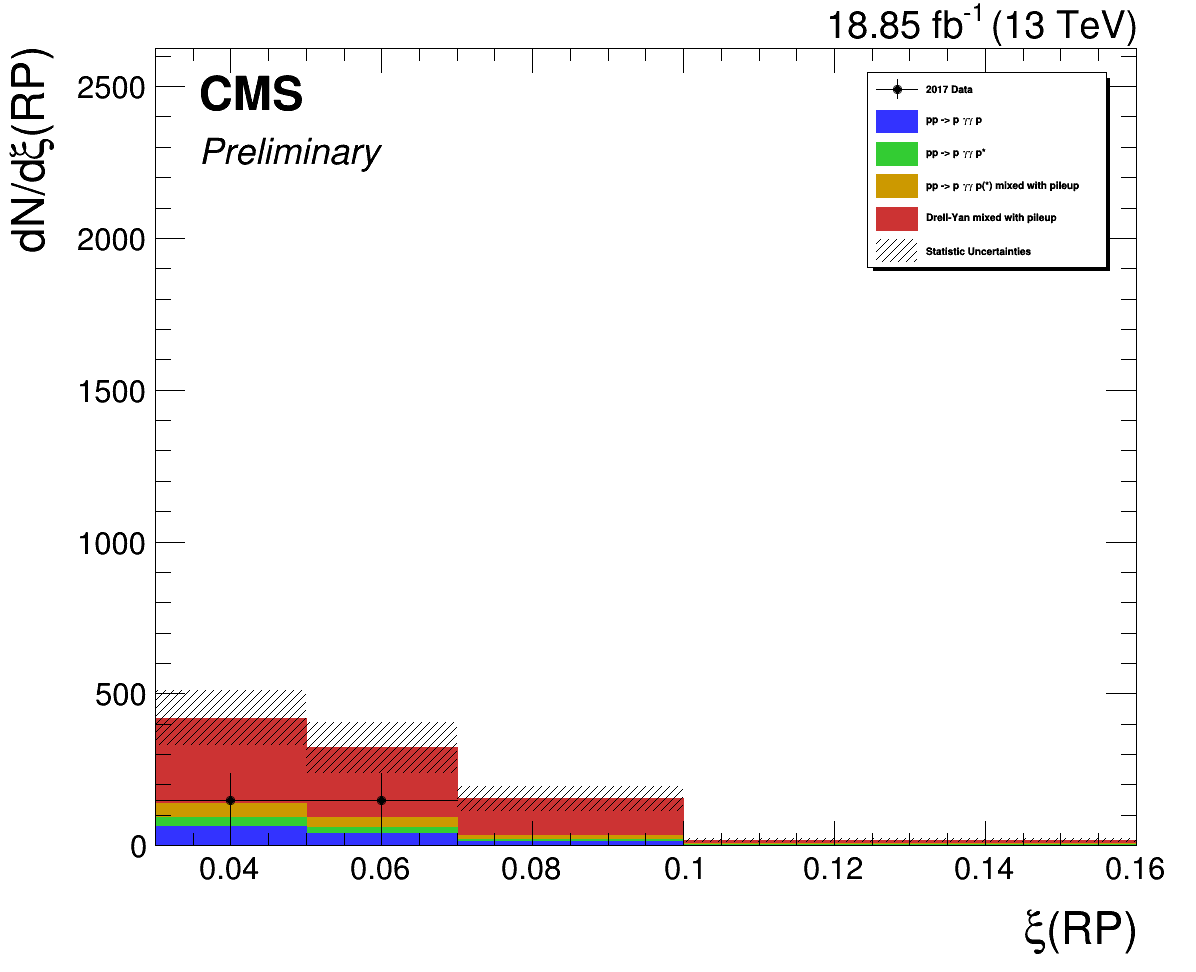 18.85 fb⁻¹ (13 TeV)
dN/dξ(RP)
CMS
Preliminary
2017 Data
pp -> p γγ p
pp -> p γγ p*
pp -> p γγ p(*) mixed with pileup
Drell-Yan mixed with pileup
Statistic Uncertainties
2500
2000
1500
1000
500
0
0.04 0.06 0.08 0.1 0.12 0.14 0.16
ξ(RP)